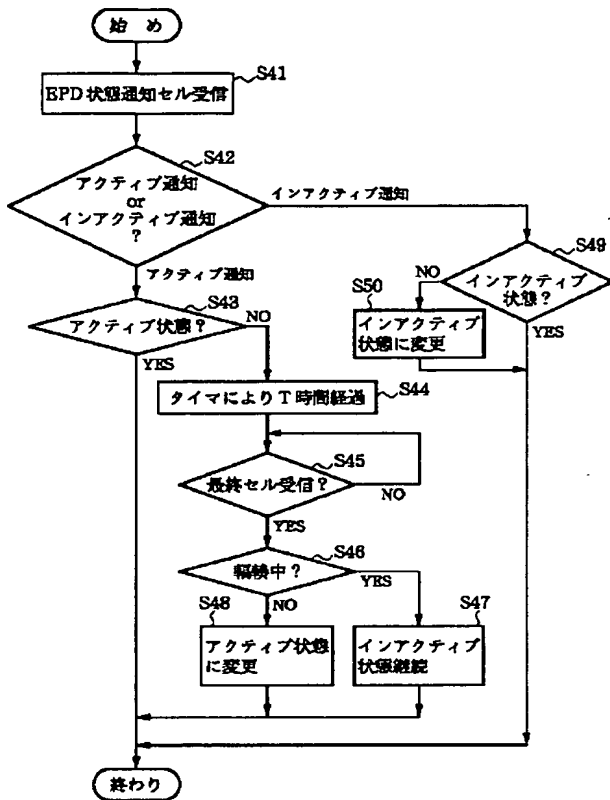 始め
S41
EPD状態通知セル受信
S42
アクティブ通知
or
インアクティブ通知
?
インアクティブ通知
アクティブ通知
S49
インアクティブ
状態?
NO
YES
S50
インアクティブ
状態に変更
S43
アクティブ状態?
NO
YES
S44
タイマによりT時間経過
S45
最終セル受信?
NO
YES
S46
輻輳中?
YES
NO
S48
アクティブ状態
に変更
S47
インアクティブ
状態継続
終わり